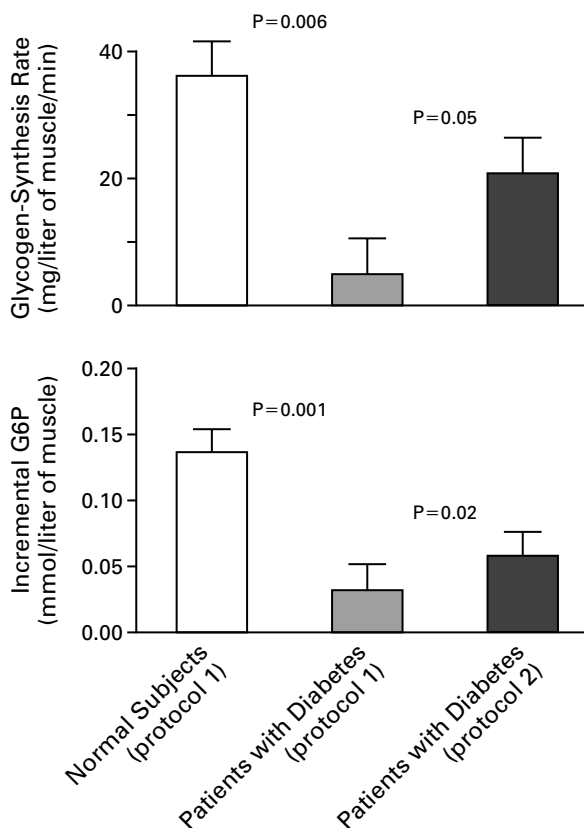 P=0.006
Glycogen-Synthesis Rate
(mg/liter of muscle/min)
40
20
0
P=0.05
Incremental G6P
(mmol/liter of muscle)
0.20
0.15
0.10
0.05
0.00
P=0.001
P=0.02
Normal Subjects
(protocol 1)
Patients with Diabetes
(protocol 1)
Patients with Diabetes
(protocol 2)